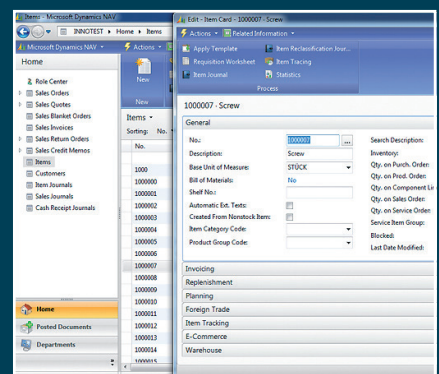 Items - Microsoft Dynamics NAV
INNOTEST ▸ Home ▸ Items
Microsoft Dynamics NAV
Actions
Home
Role Center
Sales Orders
Sales Quotes
Sales Blanket Orders
Sales Invoices
Sales Return Orders
Sales Credit Memos
Items
Customers
Item Journals
Sales Journals
Cash Receipt Journals
Home
Posted Documents
Departments
New
New
Items
Sorting: No.
No.
1000
1000000
1000001
1000002
1000003
1000004
1000005
1000006
1000007
1000008
1000009
1000010
1000011
1000012
1000013
1000014
1000015
Edit - Item Card - 1000007 · Screw
Actions Related Information
Apply Template
Requisition Worksheet
Item Journal
Item Reclassification Jour...
Item Tracing
Statistics
Process
1000007 · Screw
General
No.: 1000007 ...
Description: Screw
Base Unit of Measure: STÜCK
Bill of Materials: No
Shelf No.:
Automatic Ext. Texts:
Created From Nonstock Item:
Item Category Code:
Product Group Code:
Search Description:
Inventory:
Qty. on Purch. Order:
Qty. on Prod. Order:
Qty. on Component Li
Qty. on Sales Order:
Qty. on Service Order:
Service Item Group:
Blocked:
Last Date Modified:
Invoicing
Replenishment
Planning
Foreign Trade
Item Tracking
E-Commerce
Warehouse